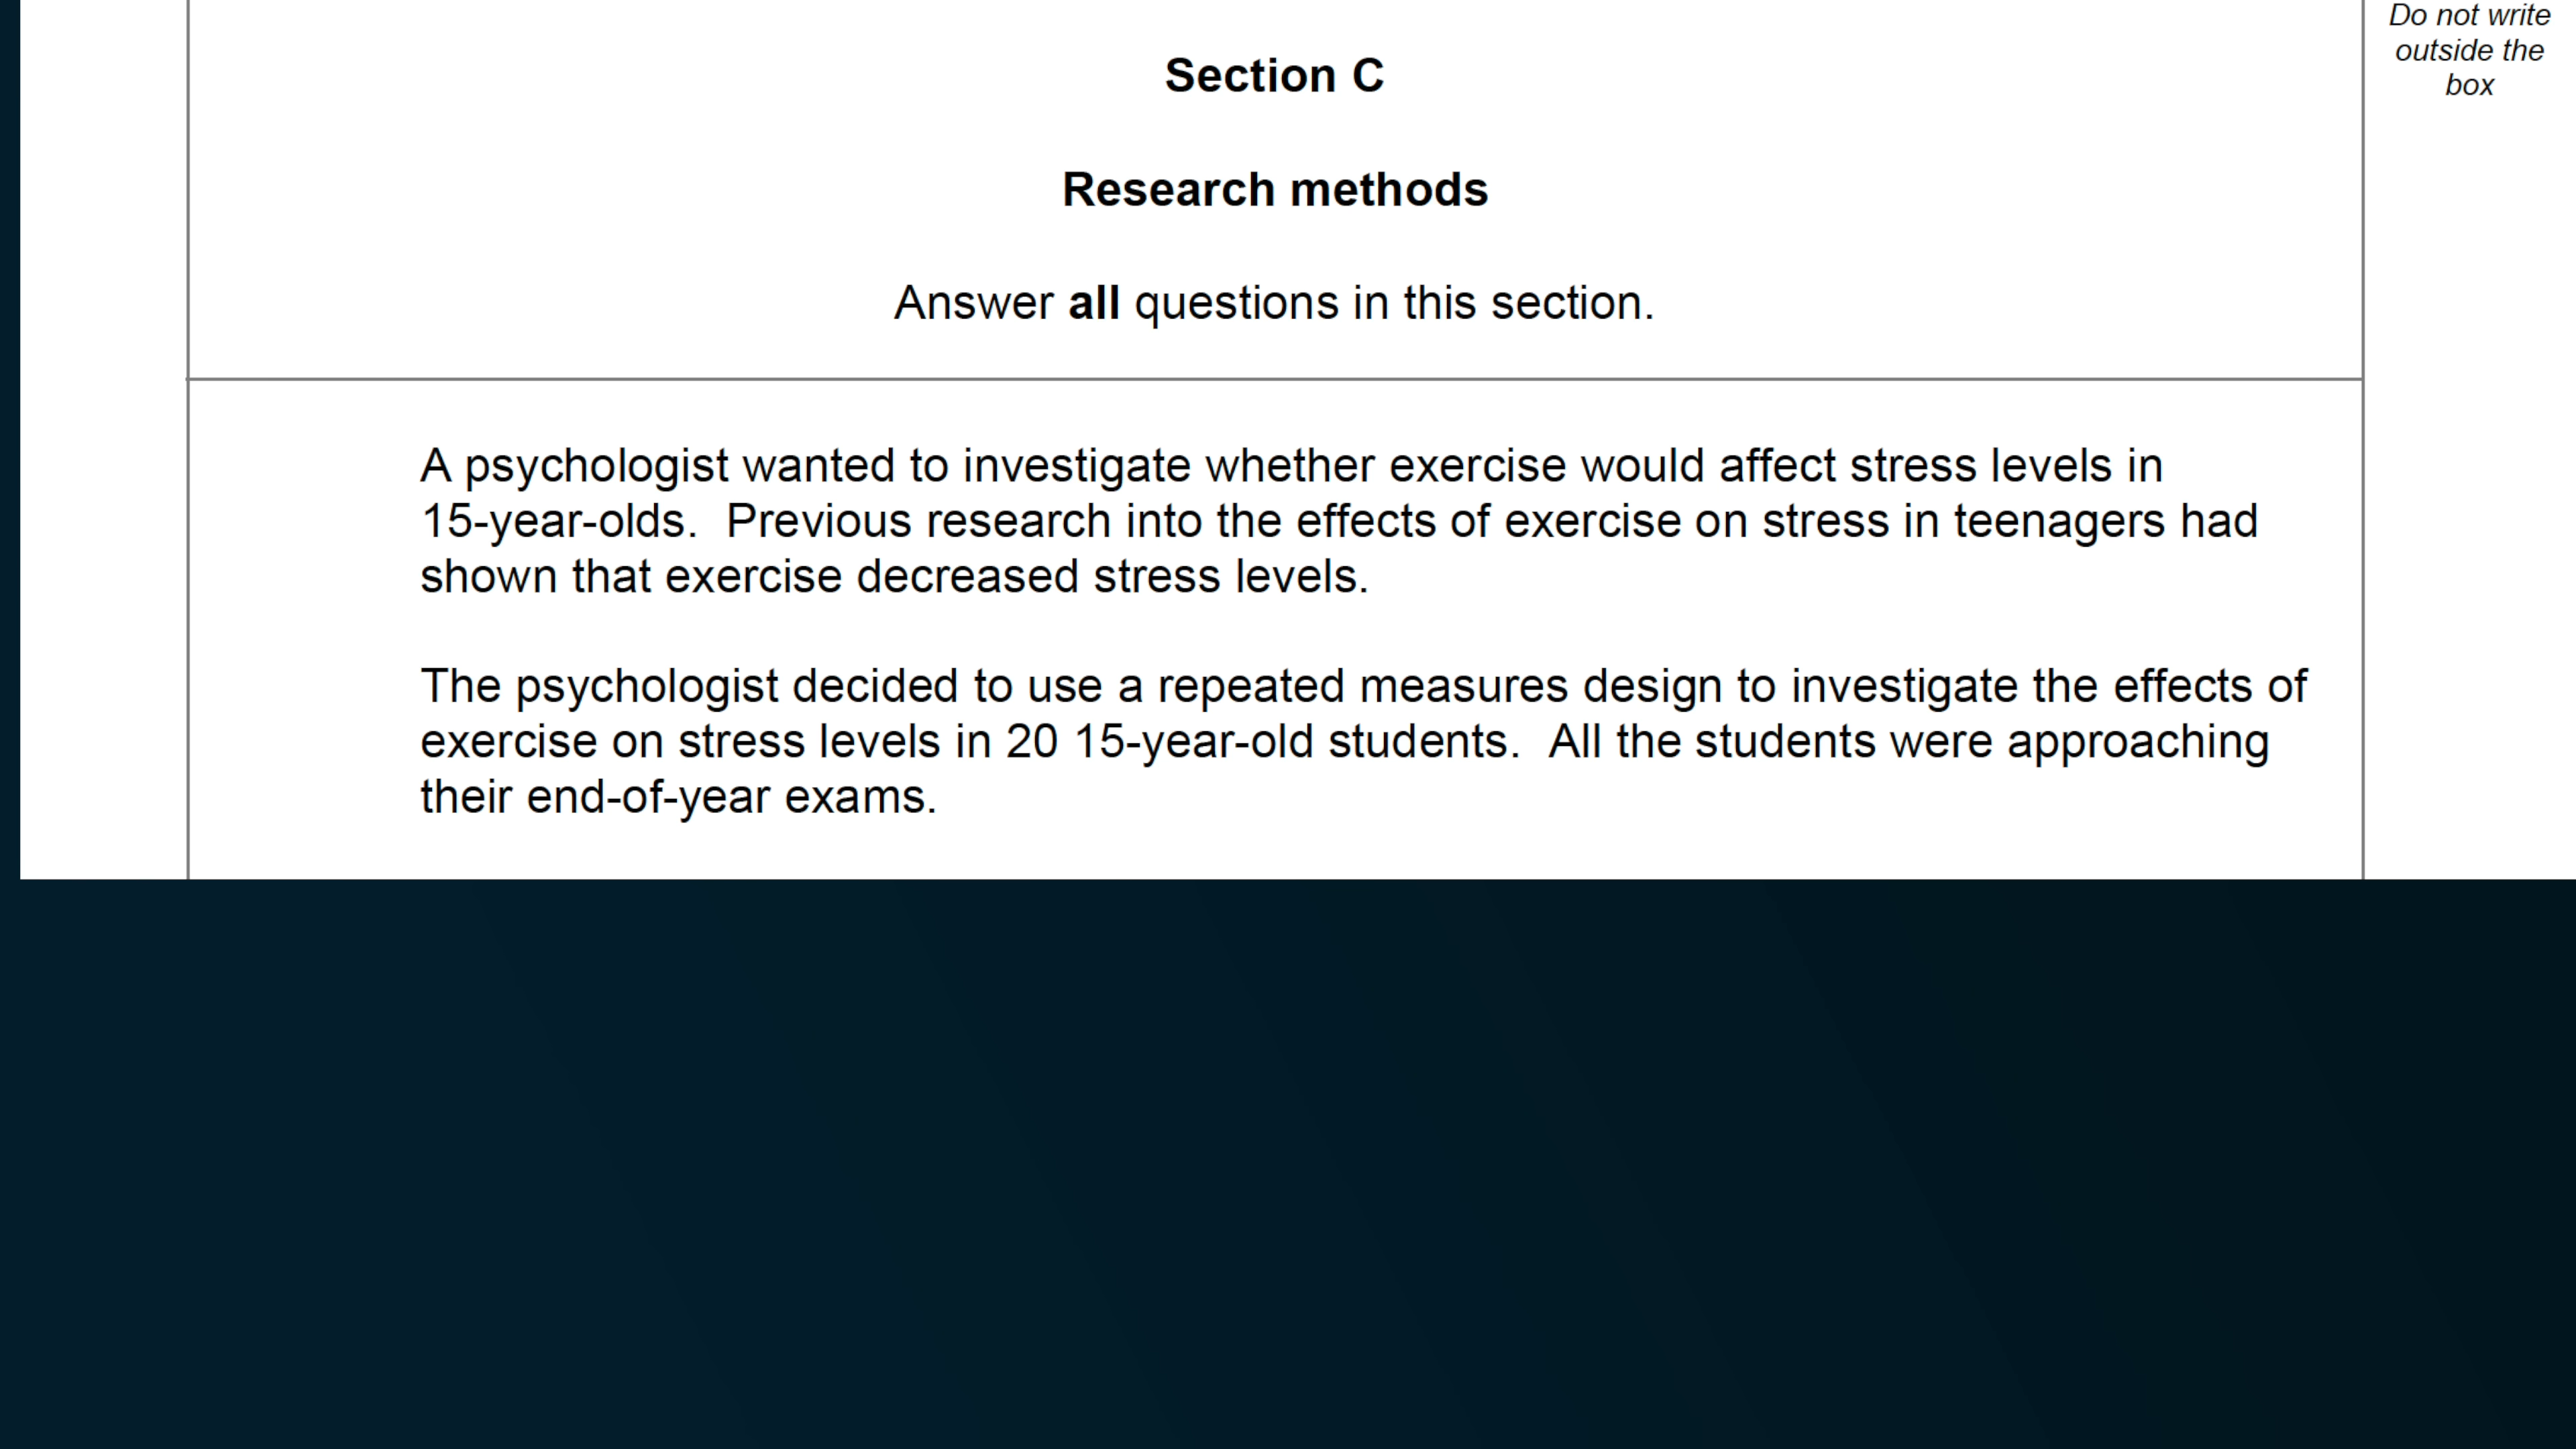 Do not write
outside the
box
Section C
Research methods
Answer all questions in this section.
A psychologist wanted to investigate whether exercise would affect stress levels in
15-year-olds. Previous research into the effects of exercise on stress in teenagers had
shown that exercise decreased stress levels.
The psychologist decided to use a repeated measures design to investigate the effects of
exercise on stress levels in 20 15-year-old students. All the students were approaching
their end-of-year exams.